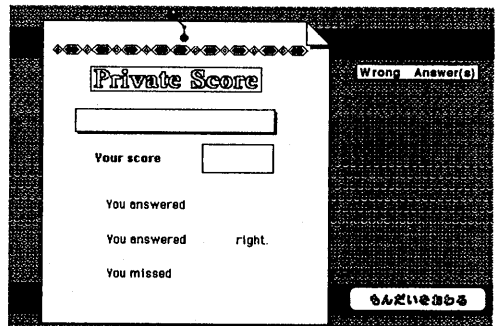 Private Score
Wrong Answer(s)
Your score
You answered
You answered right.
You missed
もんだいをおわる